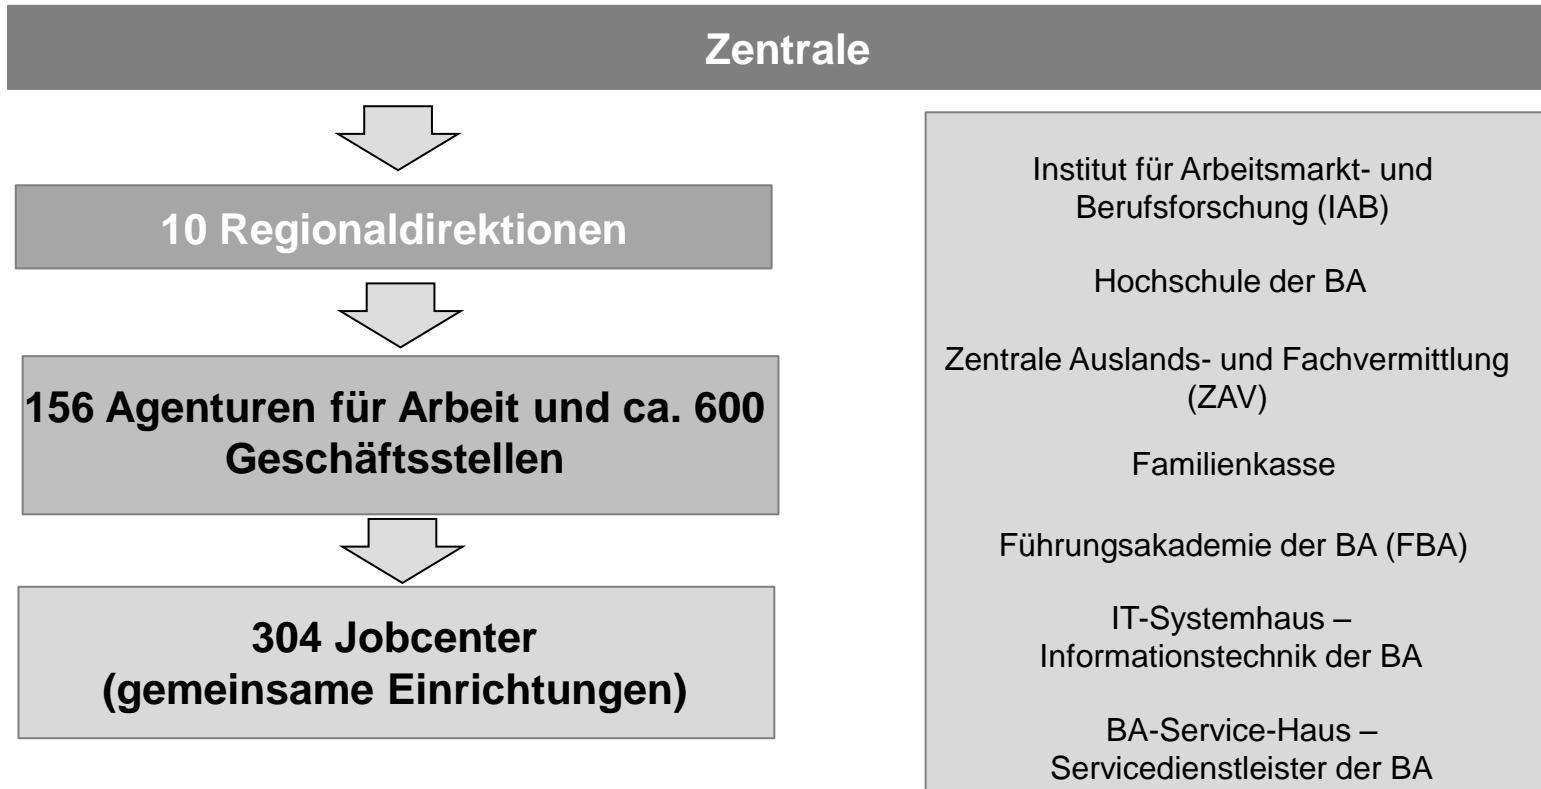 Zentrale
10 Regionaldirektionen
156 Agenturen für Arbeit und ca. 600
Geschäftsstellen
304 Jobcenter
(gemeinsame Einrichtungen)
Institut für Arbeitsmarkt- und
Berufsforschung (IAB)
Hochschule der BA
Zentrale Auslands- und Fachvermittlung
(ZAV)
Familienkasse
Führungsakademie der BA (FBA)
IT-Systemhaus –
Informationstechnik der BA
BA-Service-Haus –
Servicedienstleister der BA